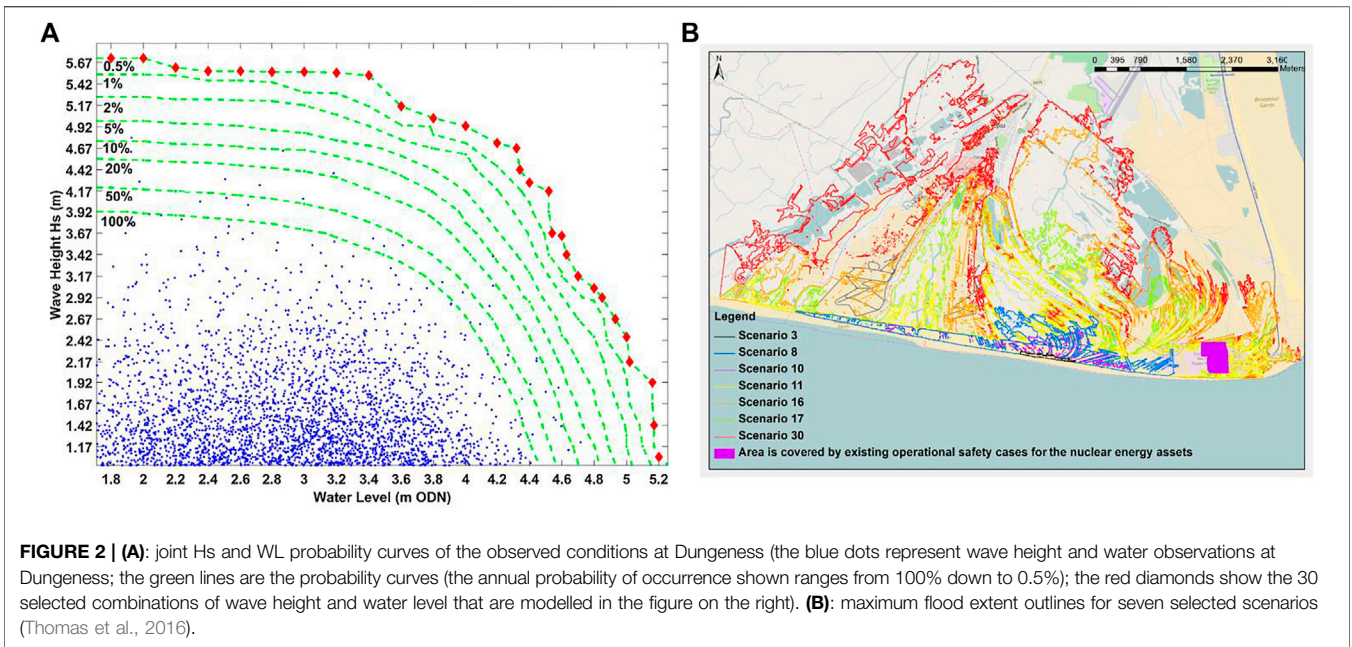 A
5.67
5.42
5.17
4.92
4.67
4.42
4.17
3.92
3.67
3.42
3.17
2.92
2.67
2.42
2.17
1.92
1.67
1.42
1.17
Wave Height Hs (m)
0.5%
1%
2%
5%
10%
20%
50%
100%
1.8 2 2.2 2.4 2.6 2.8 3 3.2 3.4 3.6 3.8 4 4.2 4.4 4.6 4.8 5 5.2
Water Level (m ODN)
B
N
0 395 790 1,580 2,370 3,160
Meters
Broomhill
Sands
Legend
Scenario 3
Scenario 8
Scenario 10
Scenario 11
Scenario 16
Scenario 17
Scenario 30
Area is covered by existing operational safety cases for the nuclear energy assets
FIGURE 2 | (A): joint Hs and WL probability curves of the observed conditions at Dungeness (the blue dots represent wave height and water observations at
Dungeness; the green lines are the probability curves (the annual probability of occurrence shown ranges from 100% down to 0.5%); the red diamonds show the 30
selected combinations of wave height and water level that are modelled in the figure on the right). (B): maximum flood extent outlines for seven selected scenarios
(Thomas et al., 2016).